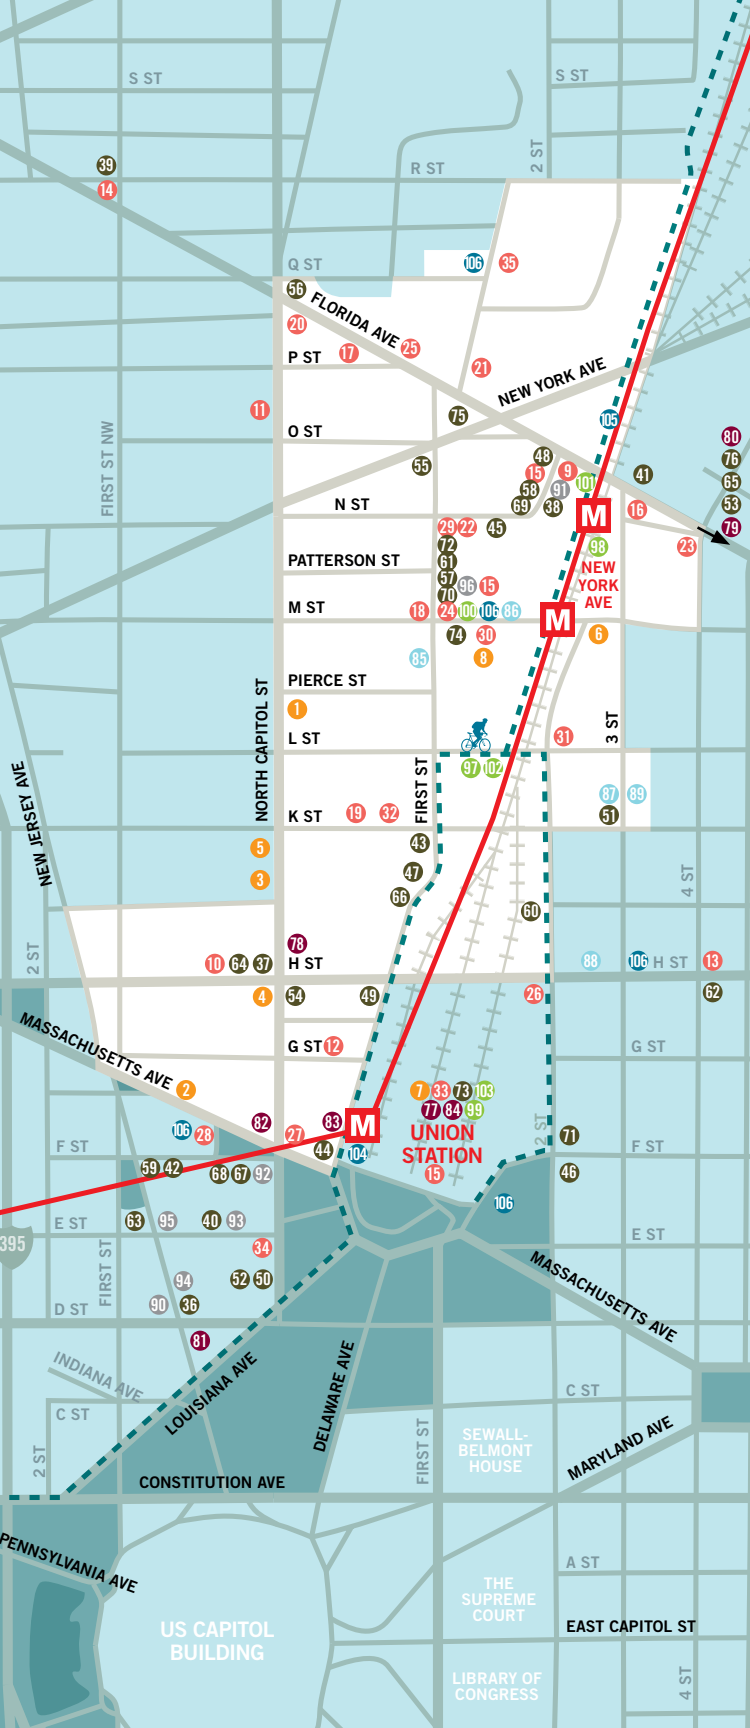 S ST
S ST
39
14
R ST
2 ST
Q ST
106
35
56
FLORIDA AVE
20
P ST
17
25
21
NEW YORK AVE
11
75
105
O ST
80
76
65
53
79
FIRST ST NW
55
48
15
9
101
41
58
91
69
38
N ST
M
16
29
22
45
23
72
98
NEW
YORK
AVE
PATTERSON ST
61
57
96
15
70
M ST
18
24
100
106
86
M
74
30
6
85
8
PIERCE ST
NORTH CAPITOL ST
1
L ST
31
3 ST
NEW JERSEY AVE
FIRST ST
97
102
87
89
K ST
19
32
51
5
43
3
47
4 ST
66
60
2 ST
78
10
64
37
H ST
88
106
H ST
13
4
54
49
26
62
MASSACHUSETTS AVE
G ST
12
G ST
2
7
33
73
103
77
84
99
106
28
82
27
83
M
UNION
STATION
2 ST
71
F ST
44
104
F ST
59
42
68
67
92
15
46
106
63
95
40
93
E ST
E ST
395
FIRST ST
34
94
52
50
MASSACHUSETTS AVE
90
36
D ST
81
INDIANA AVE
LOUISIANA AVE
DELAWARE AVE
C ST
C ST
2 ST
FIRST ST
SEWALL-
BELMONT
HOUSE
MARYLAND AVE
CONSTITUTION AVE
PENNSYLVANIA AVE
A ST
THE
SUPREME
COURT
US CAPITOL
BUILDING
EAST CAPITOL ST
LIBRARY OF
CONGRESS
4 ST